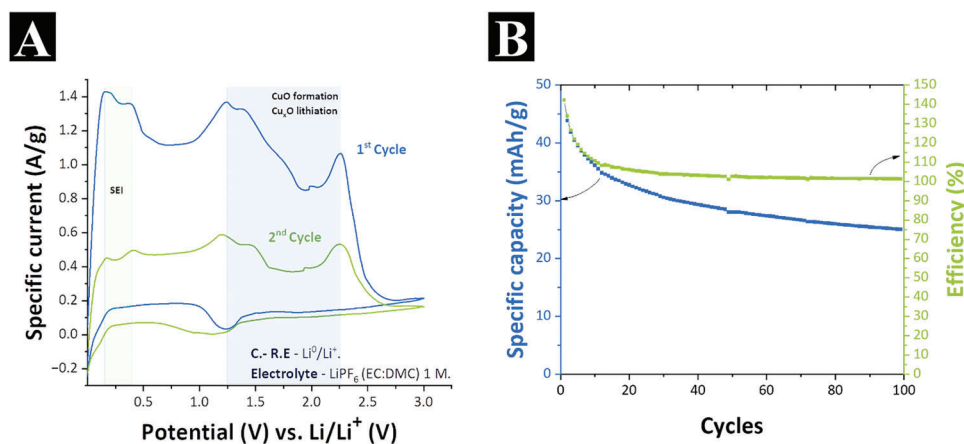 A
Specific current (A/g)
1.4
1.2
1.0
0.8
0.6
0.4
0.2
0.0
−0.2
SEI
CuO formation
CuxO lithiation
1st Cycle
2nd Cycle
C.- R.E - Li⁰/Li⁺.
Electrolyte - LiPF₆ (EC:DMC) 1 M.
0.5 1.0 1.5 2.0 2.5 3.0
Potential (V) vs. Li/Li⁺ (V)
B
Specific capacity (mAh/g)
50
40
30
20
10
0
0 20 40 60 80 100
Cycles
150
140
130
120
110
100
90
80
70
60
50
40
30
20
10
0
Efficiency (%)